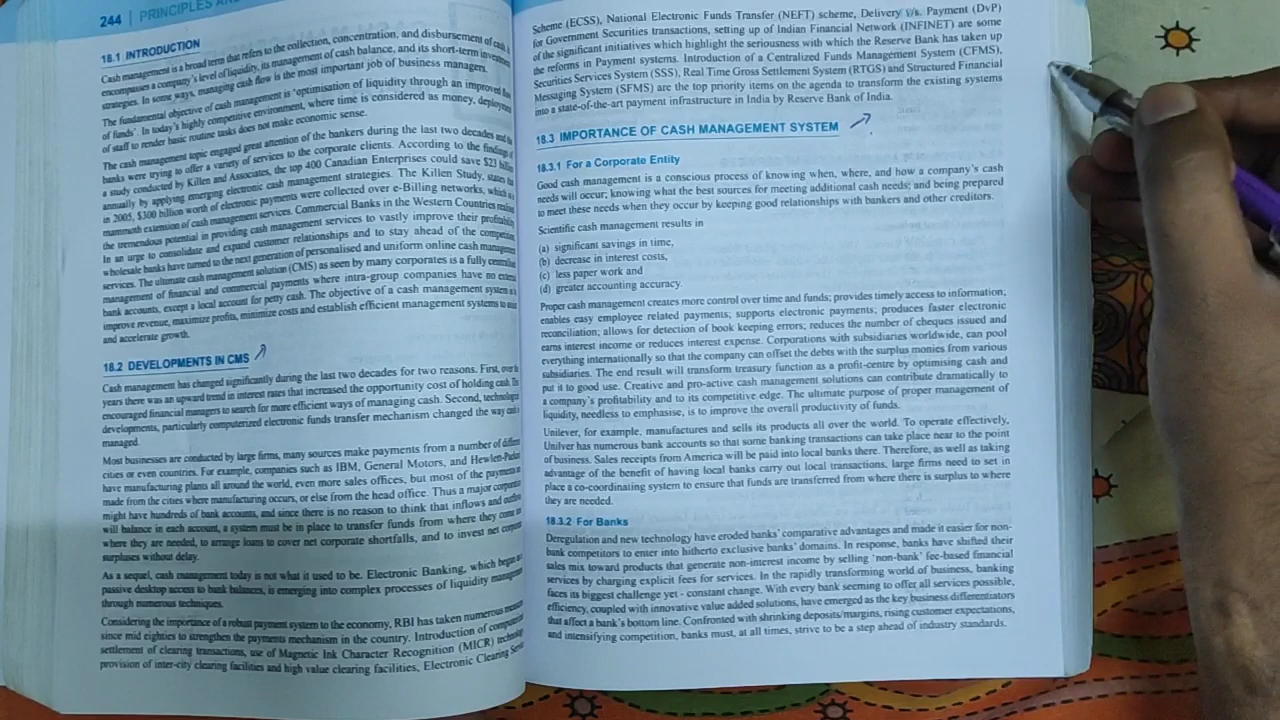 244 | PRINCIPLES AN
18.1 INTRODUCTION
Cash management is a broad term that refers to the collection, concentration, and disbursement of cash. It
encompasses a company's level of liquidity, its management of cash balance, and its short-term investment
strategies. In some ways, managing cash flow is the most important job of business managers.
The fundamental objective of cash management is 'optimisation of liquidity through an improved
of funds'. In today's highly competitive environment, where time is considered as money, deployment
of staff to render basic routine tasks does not make economic sense.
The cash management topic engaged great attention of the bankers during the last two decades and
banks were trying to offer a variety of services to the corporate clients. According to the findings of
a study conducted by Killen and Associates, the top 400 Canadian Enterprises could save $23 billion
annually by applying emerging electronic cash management strategies. The Killen Study, states
in 2005, $300 billion worth of electronic payments were collected over e-Billing networks, which
mammoth extension of cash management services. Commercial Banks in the Western Countries realise
the tremendous potential in providing cash management services to vastly improve their profitability
In an urge to consolidate and expand customer relationships and to stay ahead of the
wholesale banks have turned to the next generation of personalised and uniform online cash management
services. The ultimate cash management solution (CMS) as seen by many corporates is a fully
management of financial and commercial payments where intra-group companies have no
bank accounts, except a local account for petty cash. The objective of a cash management system
improve revenue, maximize profits, minimize costs and establish efficient management systems to
and accelerate growth.
18.2 DEVELOPMENTS IN CMS
Cash management has changed significantly during the last two decades for two reasons. First,
years there was an upward trend in interest rates that increased the opportunity cost of holding cash.
encouraged financial managers to search for more efficient ways of managing cash. Second,
developments, particularly computerized electronic funds transfer mechanism changed the way
managed.
Most businesses are conducted by large firms, many sources make payments from a number of
cities or even countries. For example, companies such as IBM, General Motors, and Hewlen-Packar
have manufacturing plants all around the world, even more sales offices, but most of the
made from the cities where manufacturing occurs, or else from the head office. Thus a major
might have hundreds of bank accounts, and since there is no reason to think that inflows and
will balance in each account, a system must be in place to transfer funds from where they come
where they are needed, to arrange loans to cover net corporate shortfalls, and to invest net
surpluses without delay.
As a sequel, cash management today is not what it used to be. Electronic Banking, which began
passive desktop access to bank balances, is emerging into complex processes of liquidity
through numerous techniques.
Considering the importance of a robust payment system to the economy, RBI has taken numerous
since mid eighties to strengthen the payments mechanism in the country. Introduction of
settlement of clearing transactions, use of Magnetic Ink Character Recognition (MICR)
provision of inter-city clearing facilities and high value clearing facilities, Electronic Clearing
Scheme (ECSS), National Electronic Funds Transfer (NEFT) scheme, Delivery v/s. Payment (DvP)
for Government Securities transactions, setting up of Indian Financial Network (INFINET) are some
of the significant initiatives which highlight the seriousness with which the Reserve Bank has taken up
the reforms in Payment systems. Introduction of a Centralized Funds Management System (CFMS),
Securities Services System (SSS), Real Time Gross Settlement System (RTGS) and Structured Financial
Messaging System (SFMS) are the top priority items on the agenda to transform the existing systems
into a state-of-the-art payment infrastructure in India by Reserve Bank of India.
18.3 IMPORTANCE OF CASH MANAGEMENT SYSTEM
18.3.1 For a Corporate Entity
Good cash management is a conscious process of knowing when, where, and how a company's cash
needs will occur; knowing what the best sources for meeting additional cash needs; and being prepared
to meet these needs when they occur by keeping good relationships with bankers and other creditors.
Scientific cash management results in
(a) significant savings in time,
(b) decrease in interest costs,
(c) less paper work and
(d) greater accounting accuracy.
Proper cash management creates more control over time and funds; provides timely access to information;
enables easy employee related payments; supports electronic payments; produces faster electronic
reconciliation; allows for detection of book keeping errors; reduces the number of cheques issued and
earns interest income or reduces interest expense. Corporations with subsidiaries worldwide, can pool
everything internationally so that the company can offset the debts with the surplus monies from various
subsidiaries. The end result will transform treasury function as a profit-centre by optimising cash and
put it to good use. Creative and pro-active cash management solutions can contribute dramatically to
a company's profitability and to its competitive edge. The ultimate purpose of proper management of
liquidity, needless to emphasise, is to improve the overall productivity of funds.
Unilever, for example, manufactures and sells its products all over the world. To operate effectively,
Unilver has numerous bank accounts so that some banking transactions can take place near to the point
of business. Sales receipts from America will be paid into local banks there. Therefore, as well as taking
advantage of the benefit of having local banks carry out local transactions, large firms need to set in
place a co-coordinating system to ensure that funds are transferred from where there is surplus to where
they are needed.
18.3.2 For Banks
Deregulation and new technology have eroded banks' comparative advantages and made it easier for non-
bank competitors to enter into hitherto exclusive banks' domains. In response, banks have shifted their
sales mix toward products that generate non-interest income by selling 'non-bank' fee-based financial
services by charging explicit fees for services. In the rapidly transforming world of business, banking
faces its biggest challenge yet - constant change. With every bank seeming to offer all services possible,
efficiency, coupled with innovative value added solutions, have emerged as the key business differentiators
that affect a bank's bottom line. Confronted with shrinking deposits/margins, rising customer expectations,
and intensifying competition, banks must, at all times, strive to be a step ahead of industry standards.